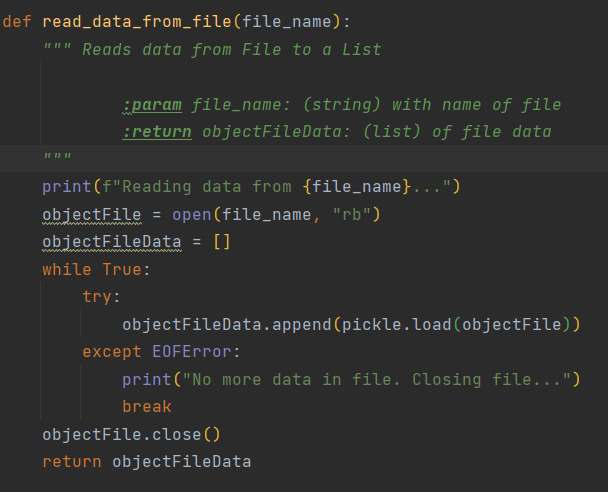 def read_data_from_file(file_name):
    """ Reads data from File to a List

            :param file_name: (string) with name of file
            :return objectFileData: (list) of file data
    """
    print(f"Reading data from {file_name}...")
    objectFile = open(file_name, "rb")
    objectFileData = []
    while True:
        try:
            objectFileData.append(pickle.load(objectFile))
        except EOFError:
            print("No more data in file. Closing file...")
            break
    objectFile.close()
    return objectFileData